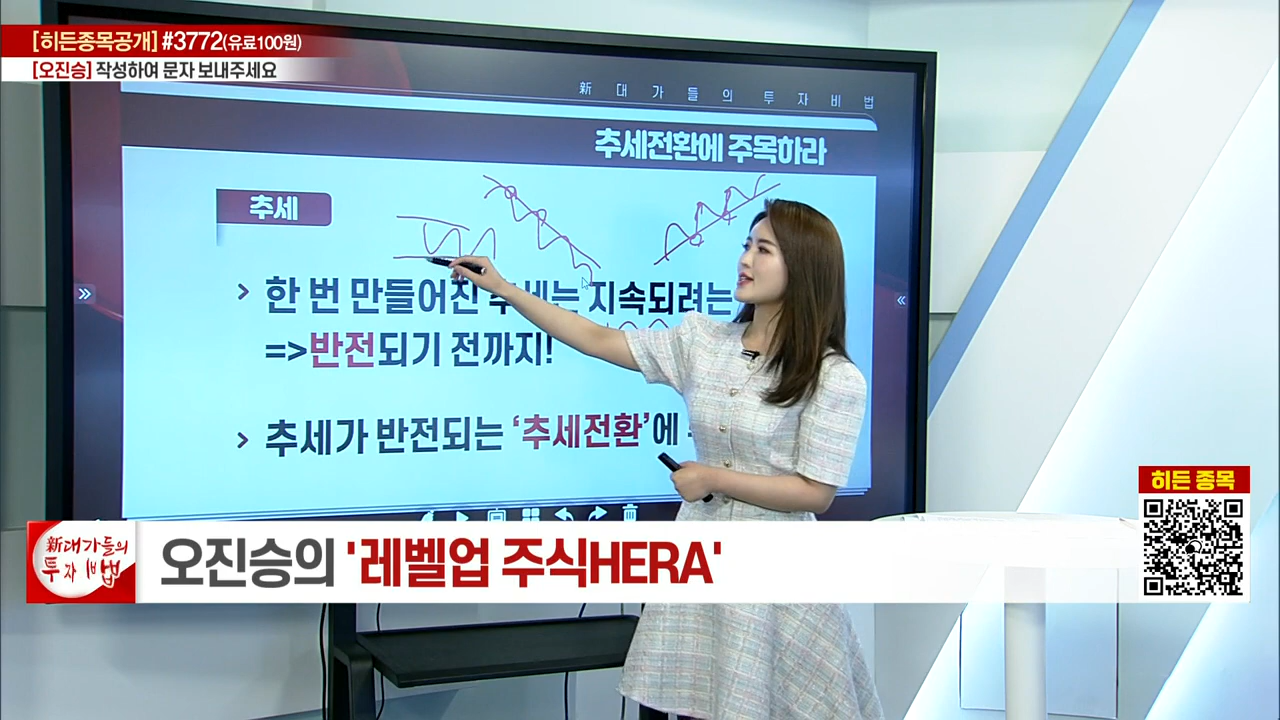 [히든종목공개] #3772(유료100원)
[오진승] 작성하여 문자 보내주세요
新 대 가 들 의 투 자 비 법
추세전환에 주목하라
추세
한 번 만들어진 추세는 지속되려는
=>반전되기 전까지!
추세가 반전되는 '추세전환'에
新대가들의
투자비법
오진승의 '레벨업 주식HERA'
히든 종목